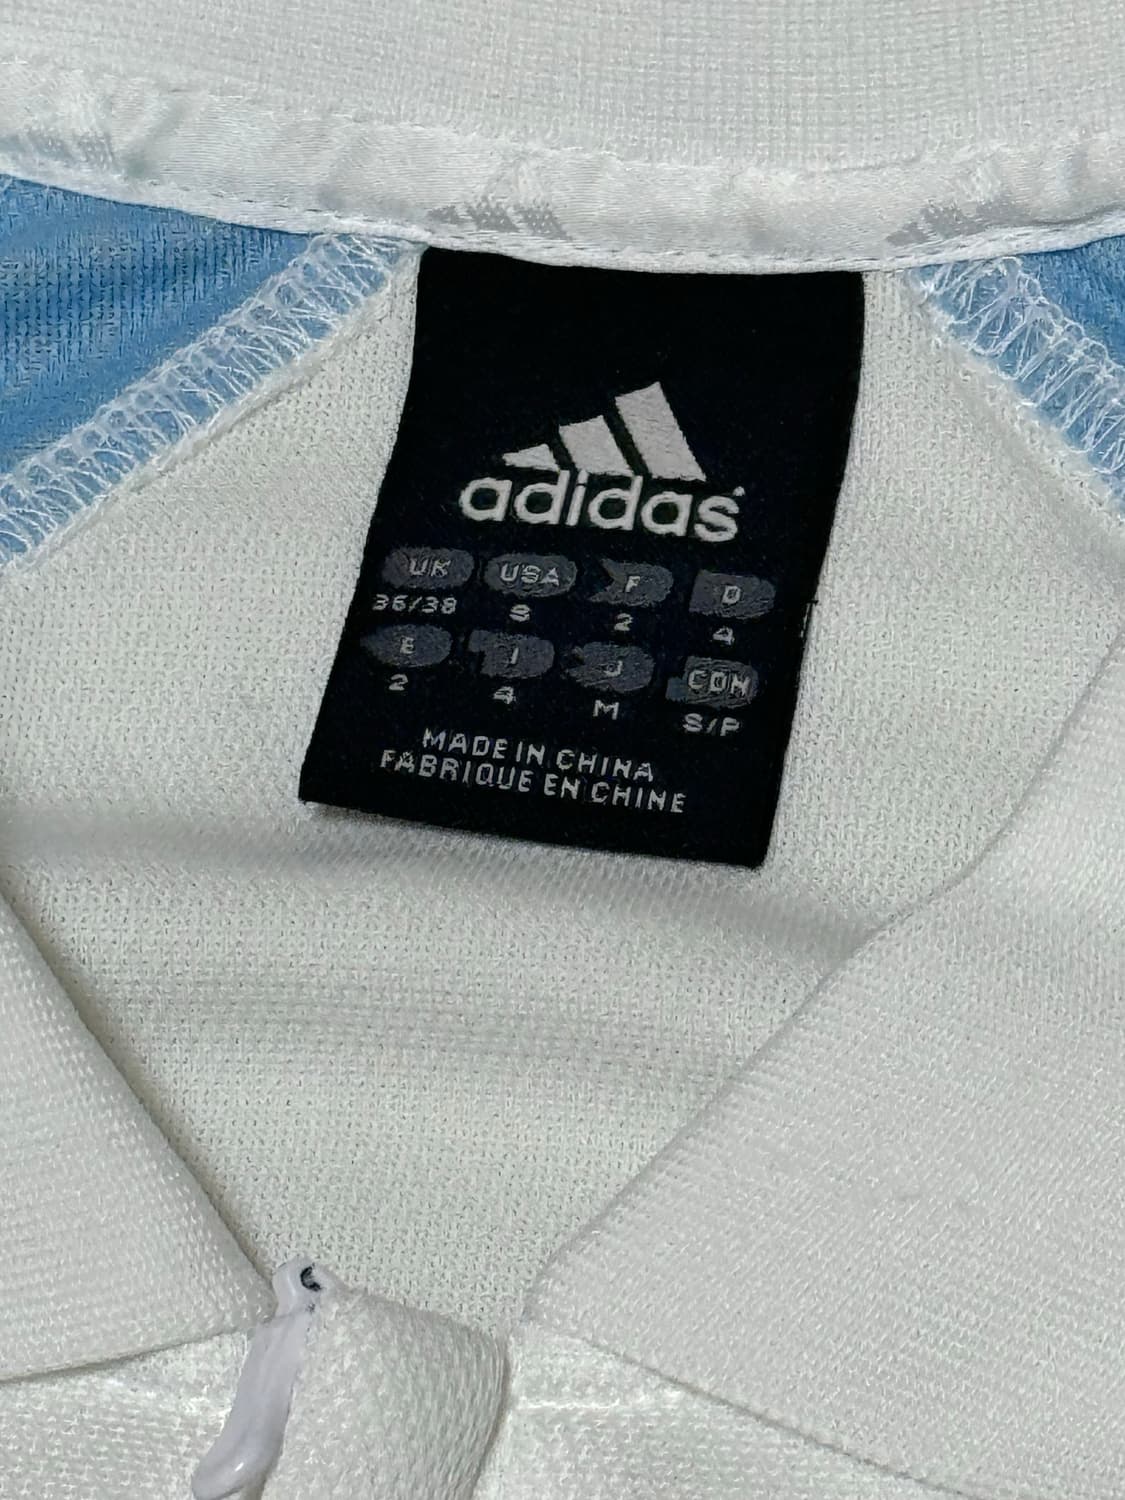 adidas
UK USA F D
36/38 S 2 4
E I J CDN
2 4 M S/P
MADE IN CHINA
FABRIQUE EN CHINE